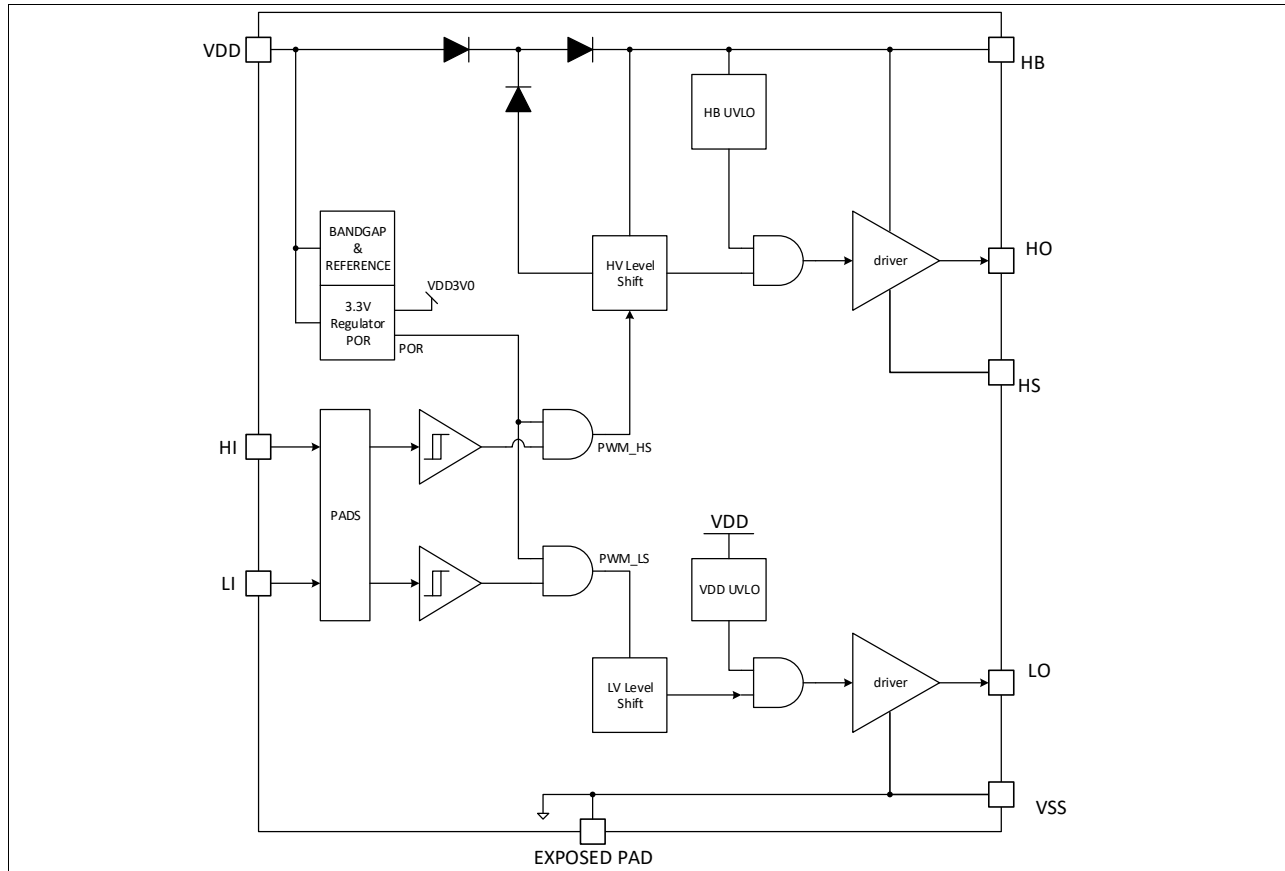 VDD
HB
HB UVLO
BANDGAP
&
REFERENCE
HV Level
Shift
driver
HO
VDD3V0
3.3V
Regulator
POR
POR
HS
HI
PWM_HS
PADS
VDD
PWM_LS
LI
VDD UVLO
LV Level
Shift
driver
LO
VSS
EXPOSED PAD